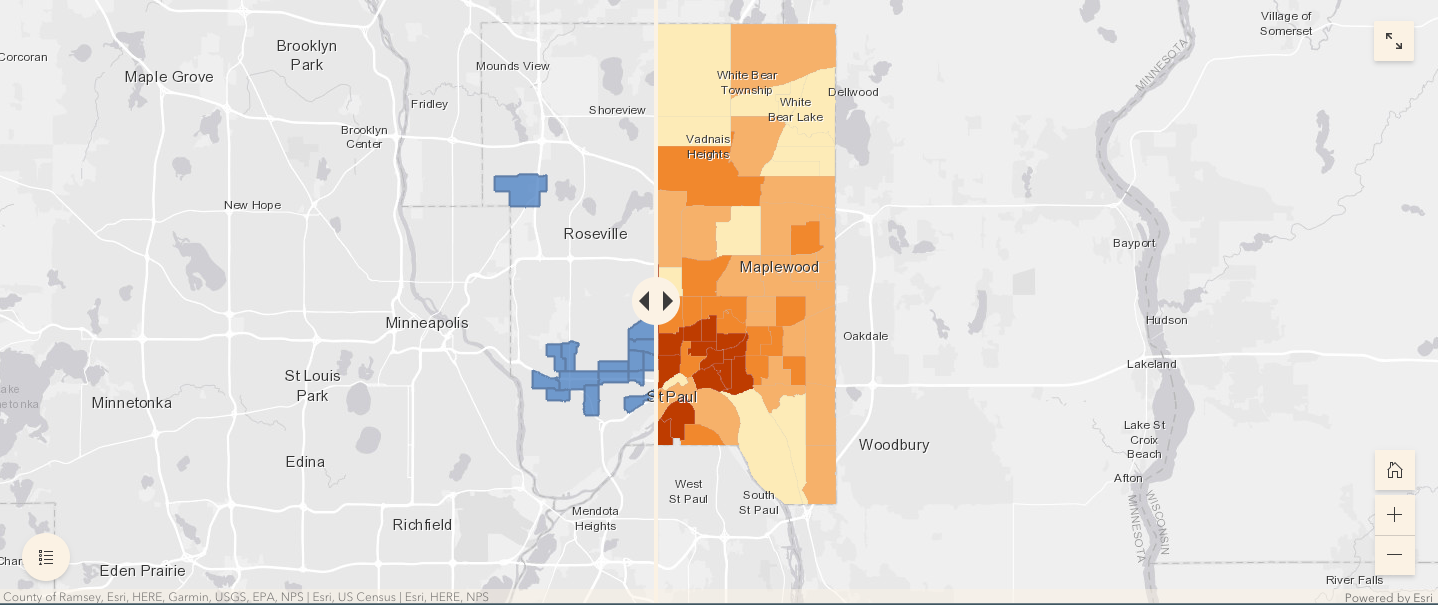 Village of
Somerset
Brooklyn
Park
Corcoran
Mounds View
Maple Grove
White Bear
Township
MINNESOTA
Dellwood
White
Bear Lake
Fridley
Shoreview
Brooklyn
Center
Vadnais
Heights
New Hope
Roseville
Bayport
Maplewood
Minneapolis
Hudson
Oakdale
Lakeland
St Louis
Park
Minnetonka
St Paul
Lake St
Croix
Beach
Woodbury
Edina
Afton
West
St Paul
South
St Paul
Mendota
Heights
Richfield
MINNESOTA
WISCONSIN
Eden Prairie
River Falls
County of Ramsey, Esri, HERE, Garmin, USGS, EPA, NPS | Esri, US Census | Esri, HERE, NPS
Powered by Esri